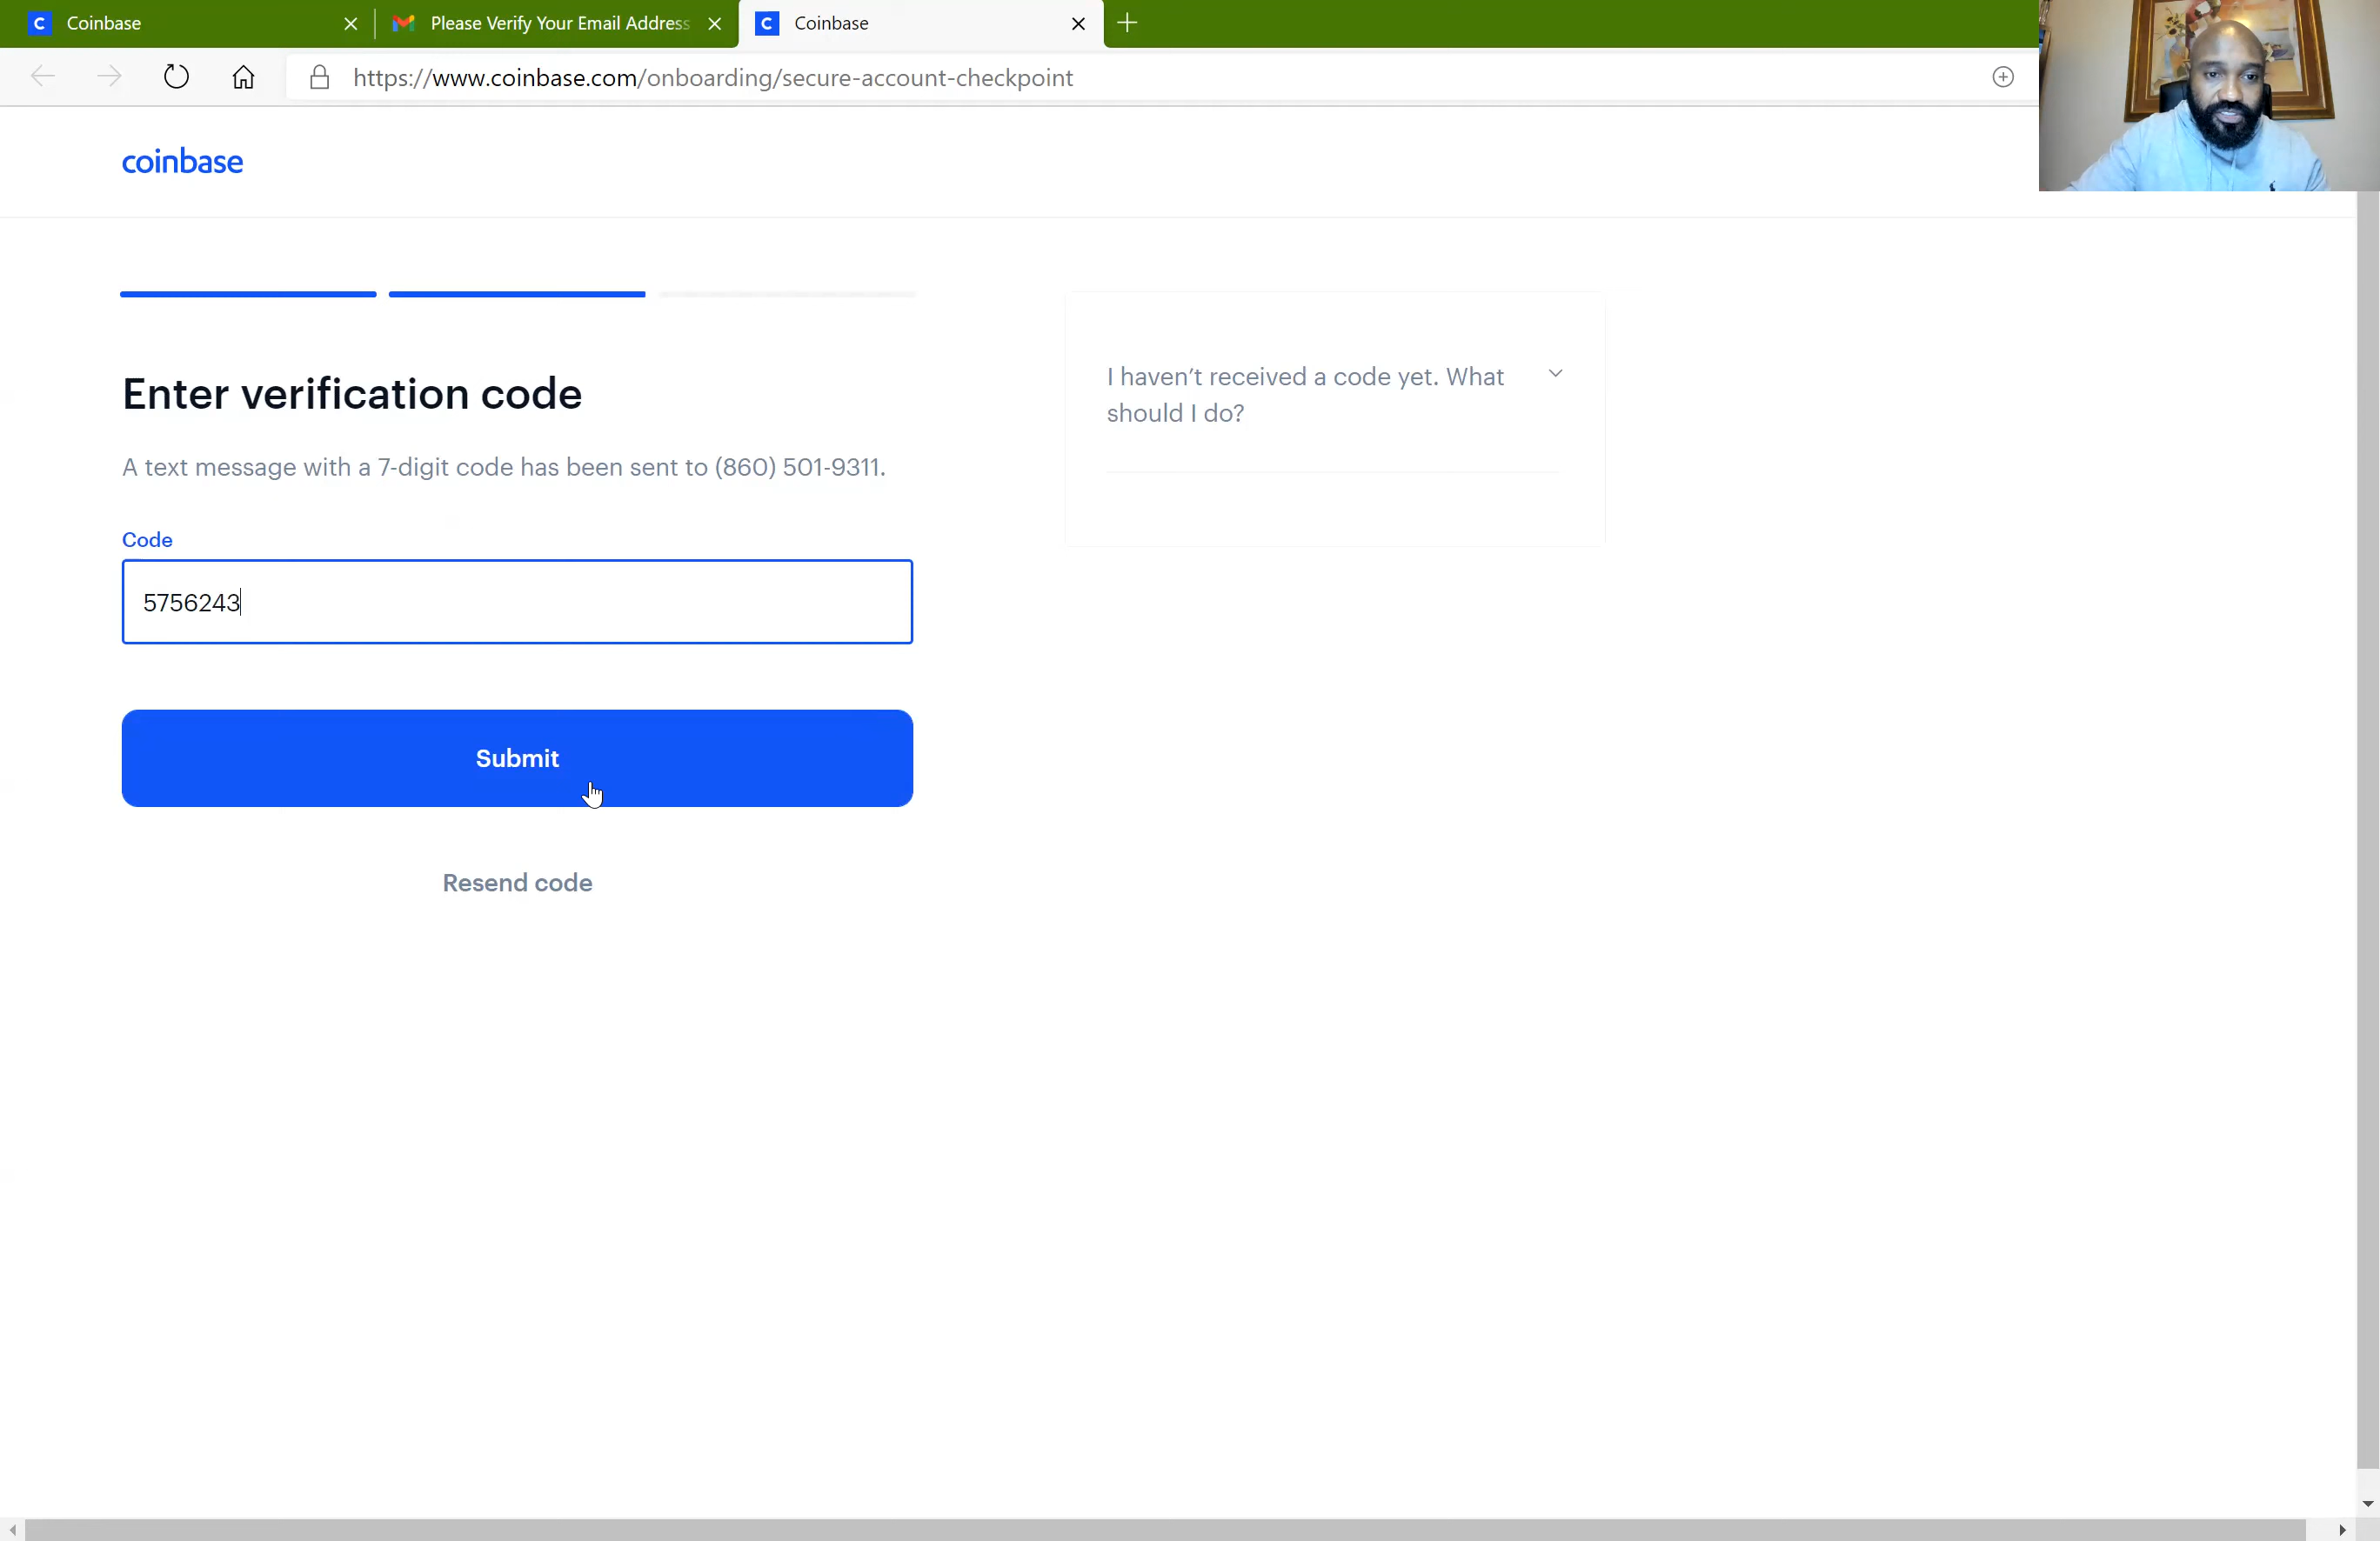 Coinbase
Please Verify Your Email Address
Coinbase
https://www.coinbase.com/onboarding/secure-account-checkpoint
coinbase
Enter verification code
A text message with a 7-digit code has been sent to (860) 501-9311.
Code
5756243
Submit
Resend code
I haven’t received a code yet. What
should I do?